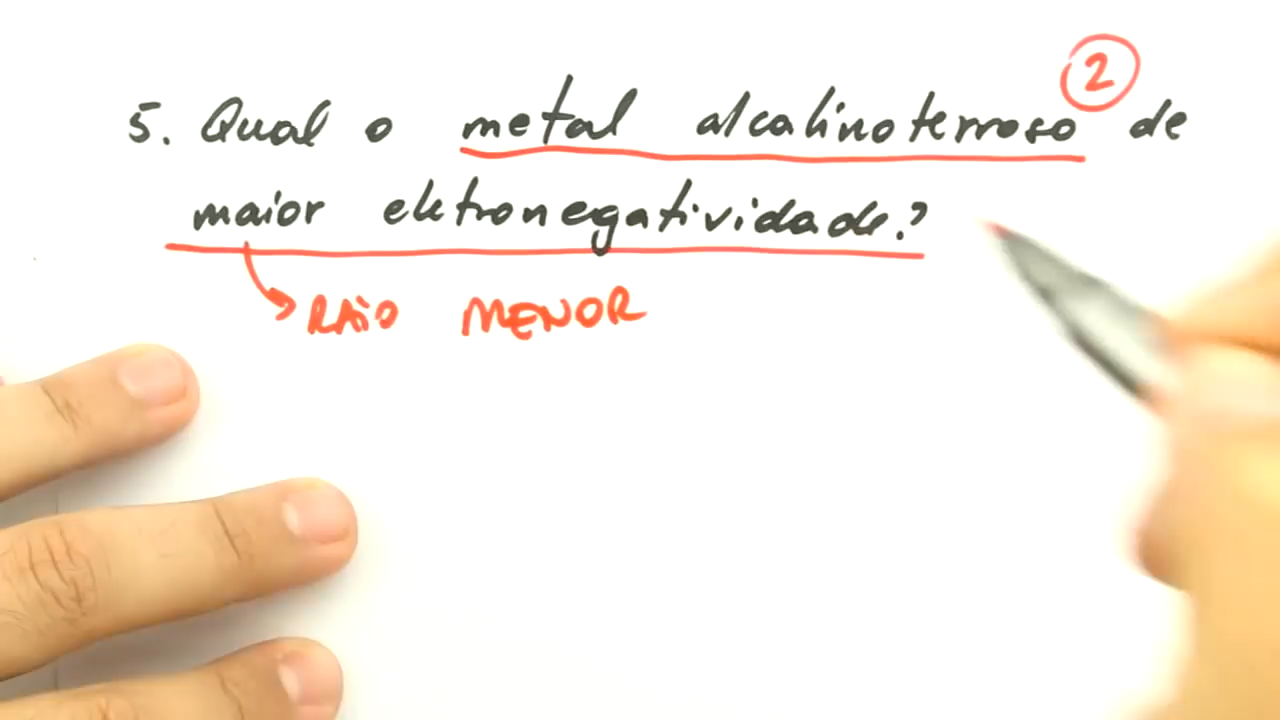 5. Qual o metal alcalinoterroso 2 de
maior eletronegatividade?
RAIO MENOR